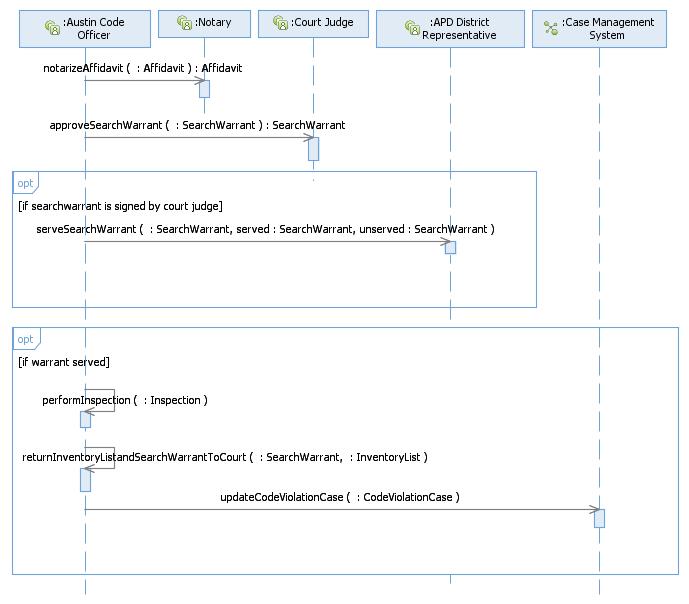 :Austin Code
Officer
:Notary
:Court Judge
:APD District
Representative
:Case Management
System
notarizeAffidavit ( : Affidavit ) : Affidavit
approveSearchWarrant ( : SearchWarrant ) : SearchWarrant
opt
[if searchwarrant is signed by court judge]
serveSearchWarrant ( : SearchWarrant, served : SearchWarrant, unserved : SearchWarrant )
opt
[if warrant served]
performInspection ( : Inspection )
returnInventoryListandSearchWarrantToCourt ( : SearchWarrant, : InventoryList )
updateCodeViolationCase ( : CodeViolationCase )